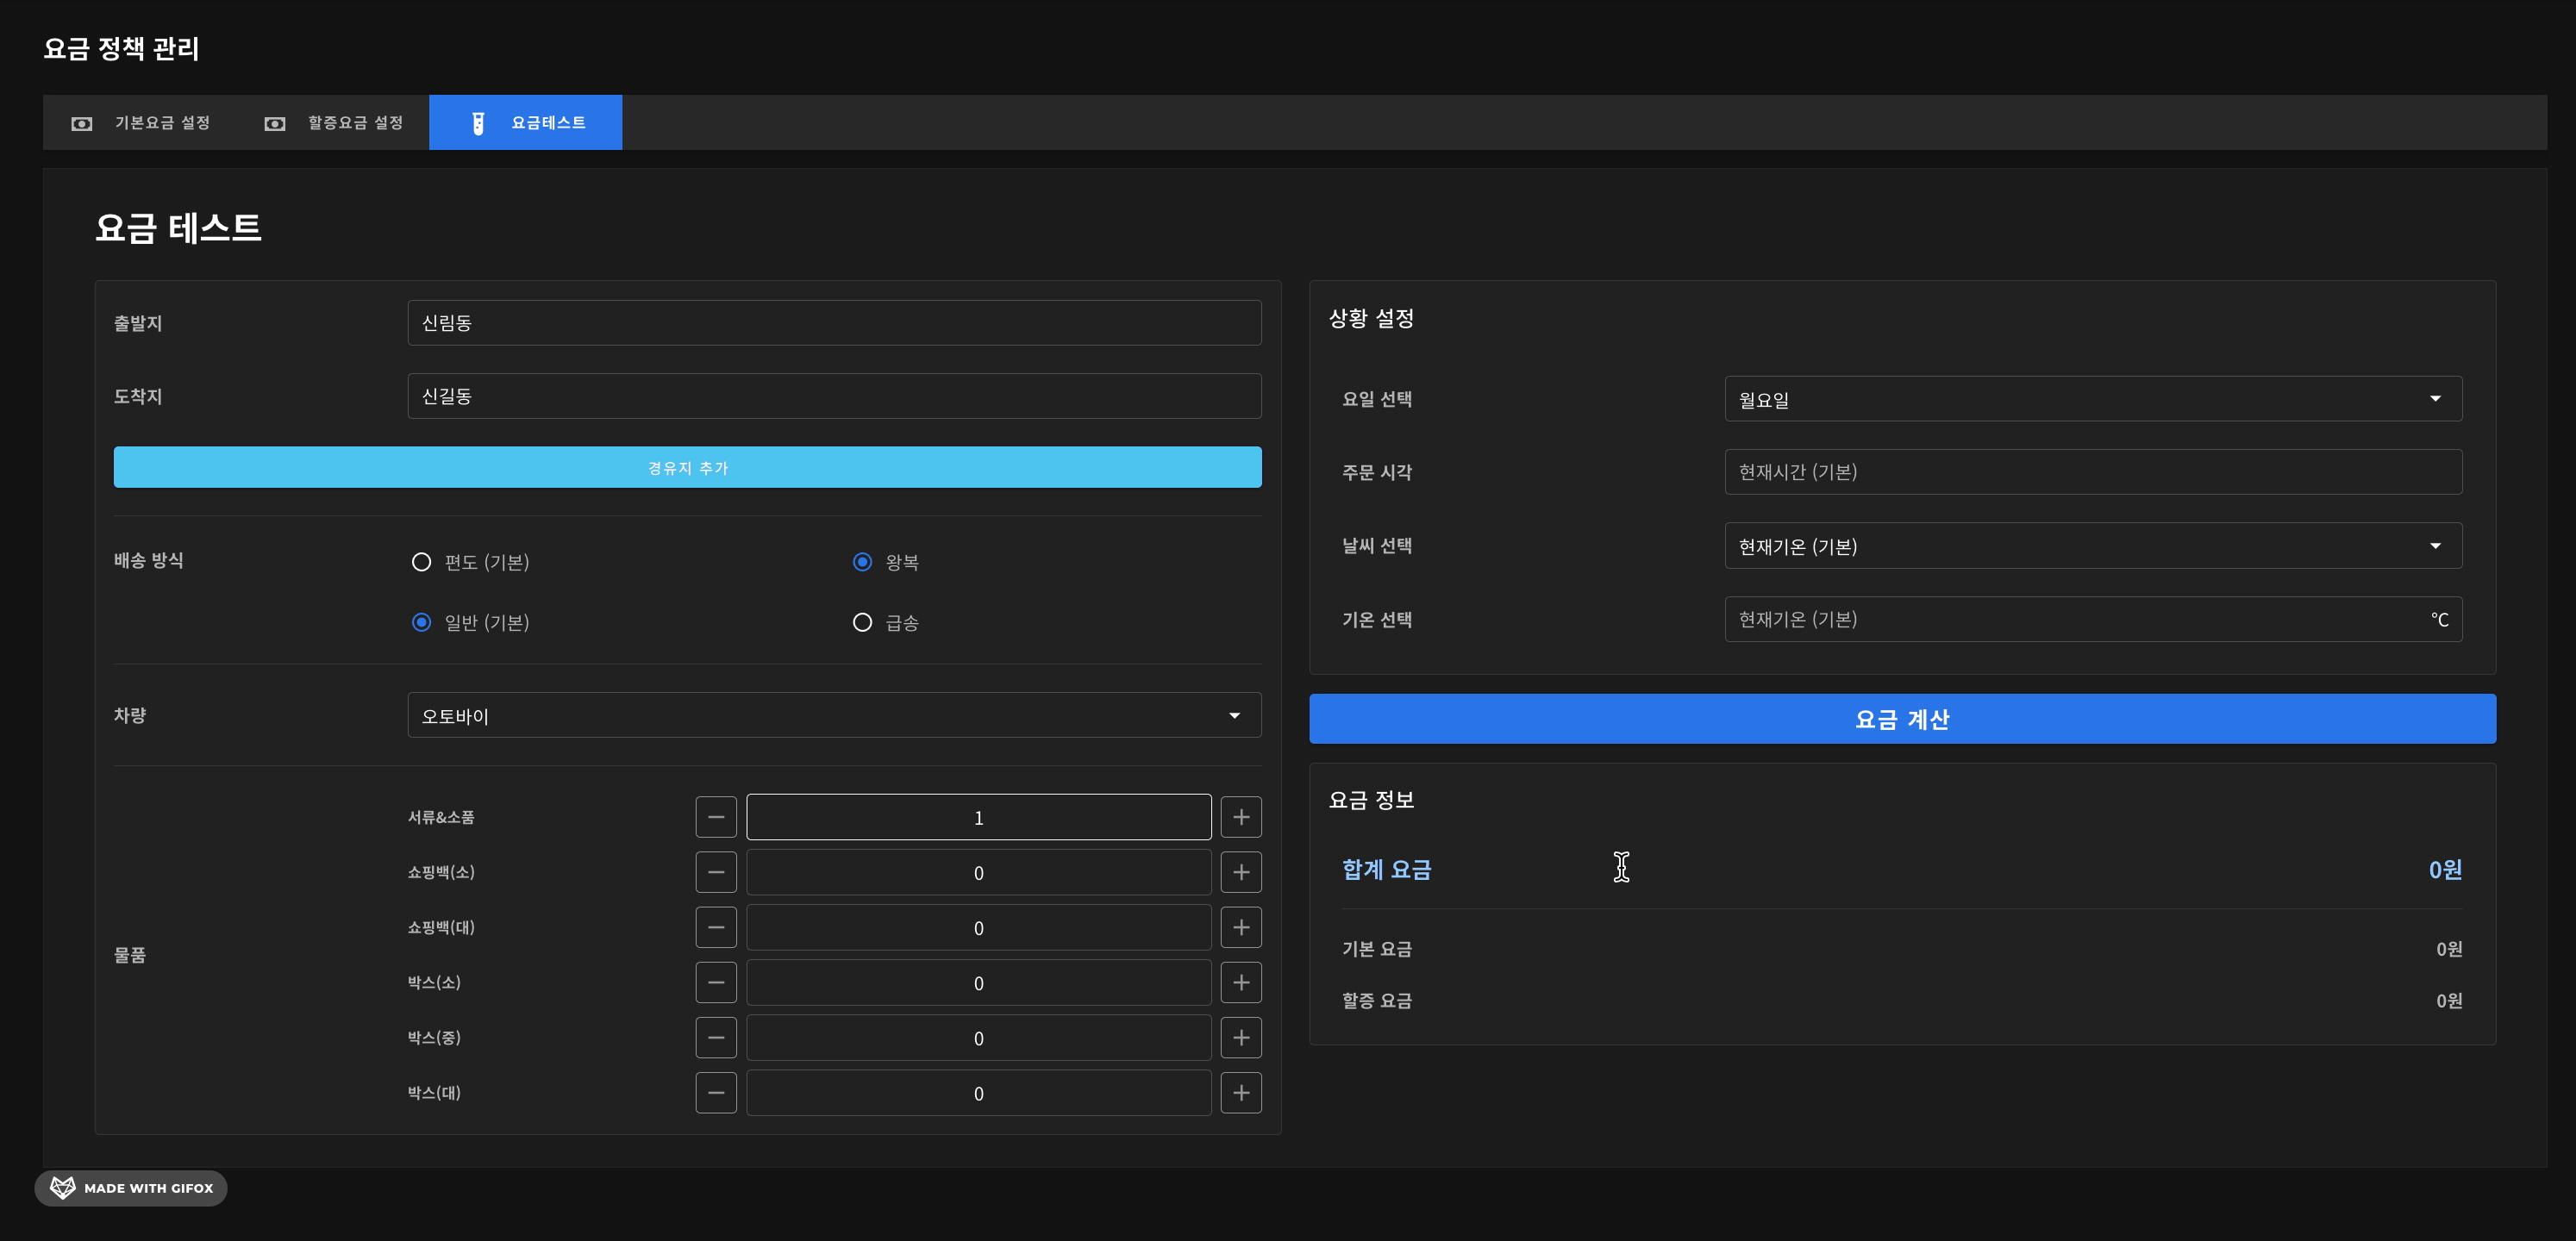 요금 정책 관리
기본요금 설정
할증요금 설정
요금테스트
요금 테스트
출발지
신림동
도착지
신길동
경유지 추가
배송 방식
편도 (기본)
왕복
일반 (기본)
급송
차량
오토바이
물품
서류&소품
1
쇼핑백(소)
0
쇼핑백(대)
0
박스(소)
0
박스(중)
0
박스(대)
0
상황 설정
요일 선택
월요일
주문 시각
현재시간 (기본)
날씨 선택
현재기온 (기본)
기온 선택
현재기온 (기본)
°C
요금 계산
요금 정보
합계 요금
0원
기본 요금
0원
할증 요금
0원
MADE WITH GIFOX